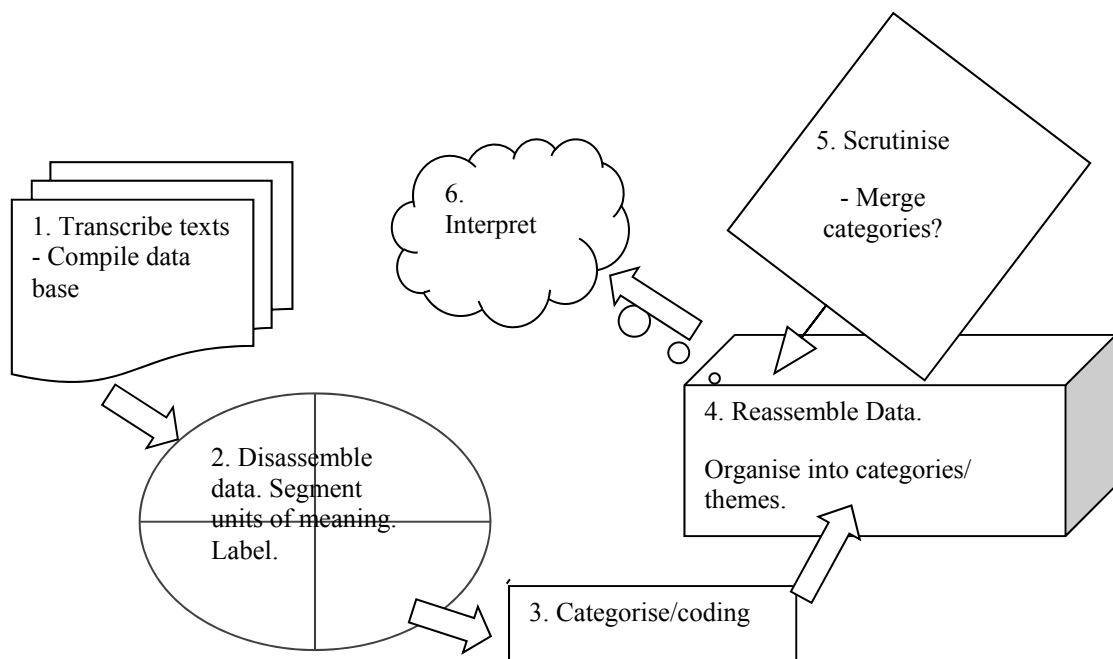 1. Transcribe texts
- Compile data
base
2. Disassemble
data. Segment
units of meaning.
Label.
3. Categorise/coding
4. Reassemble Data.
Organise into categories/
themes.
5. Scrutinise
- Merge
categories?
6.
Interpret